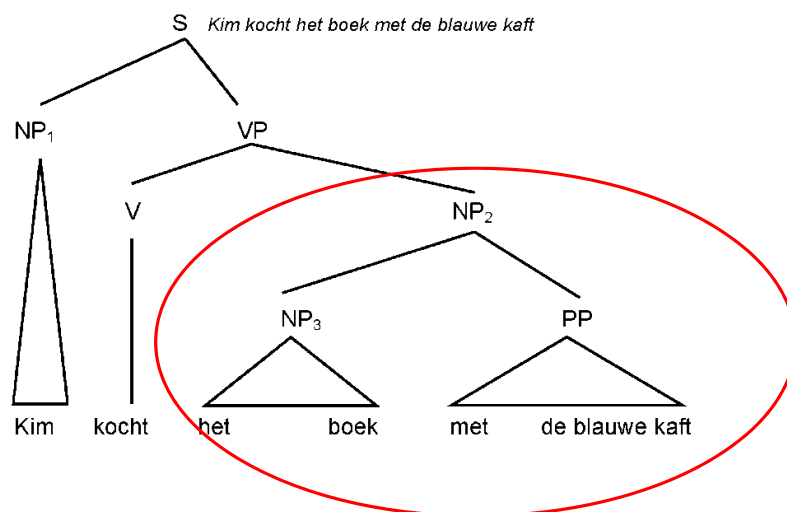 S Kim kocht het boek met de blauwe kaft
NP₁ VP
V NP₂
NP₃ PP
Kim kocht het boek met de blauwe kaft